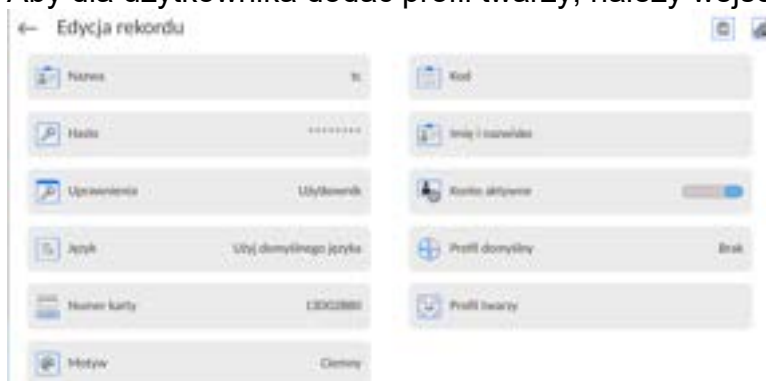 Aby dla użytkownika dodać profil twarzy, należy wejść
Edycja rekordu
Nazwa
Kod
Hasło ********
Imię i nazwisko
Uprawnienia Użytkownik
Konto aktywne
Język Użyj domyślnego języka
Profil domyślny Brak
Numer karty
Profil twarzy
Motyw Ciemny